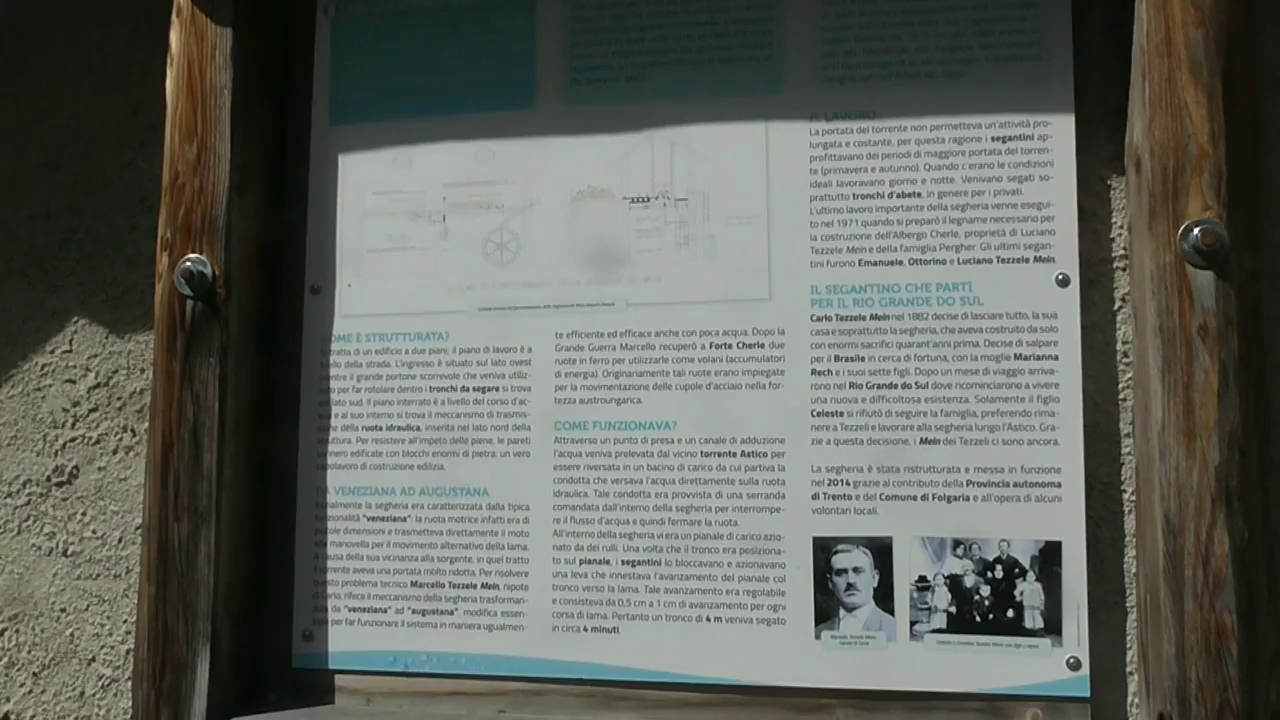 COME È STRUTTURATA?
tratta di un edificio a due piani; il piano di lavoro è a
della strada. L'ingresso è situato sul lato ovest
mentre il grande portone scorrevole che veniva utiliz-
per far rotolare dentro i tronchi da segare si trova
lato sud. Il piano interrato è a livello del corso d'ac-
e al suo interno si trova il meccanismo di trasmis-
della ruota idraulica, inserita nel lato nord della
struttura. Per resistere all'impeto delle piene, le pareti
vennero edificate con blocchi enormi di pietra: un vero
capolavoro di costruzione edilizia.
LA VENEZIANA AD AUGUSTANA
Inizialmente la segheria era caratterizzata dalla tipica
funzionalità "veneziana": la ruota motrice infatti era di
piccole dimensioni e trasmetteva direttamente il moto
alla manovella per il movimento alternativo della lama.
A causa della sua vicinanza alla sorgente, in quel tratto
il torrente aveva una portata molto ridotta. Per risolvere
questo problema tecnico Marcello Tezzele Mein, nipote
di Carlo, rifece il meccanismo della segheria trasforman-
dola da "veneziana" ad "augustana", modifica essen-
per far funzionare il sistema in maniera ugualmen-
te efficiente ed efficace anche con poca acqua. Dopo la
Grande Guerra Marcello recuperò a Forte Cherle due
ruote in ferro per utilizzarle come volani (accumulatori
di energia). Originariamente tali ruote erano impiegate
per la movimentazione delle cupole d'acciaio nella for-
tezza austroungarica.
COME FUNZIONAVA?
Attraverso un punto di presa e un canale di adduzione
l'acqua veniva prelevata dal vicino torrente Astico per
essere riversata in un bacino di carico da cui partiva la
condotta che versava l'acqua direttamente sulla ruota
idraulica. Tale condotta era provvista di una serranda
comandata dall'interno della segheria per interrompe-
re il flusso d'acqua e quindi fermare la ruota.
All'interno della segheria vi era un pianale di carico azio-
nato da dei rulli. Una volta che il tronco era posiziona-
to sul pianale, i segantini lo bloccavano e azionavano
una leva che innestava l'avanzamento del pianale col
tronco verso la lama. Tale avanzamento era regolabile
e consisteva da 0,5 cm a 1 cm di avanzamento per ogni
corsa di lama. Pertanto un tronco di 4 m veniva segato
in circa 4 minuti.
IL LAVORO
La portata del torrente non permetteva un'attività pro-
lungata e costante, per questa ragione i segantini ap-
profittavano dei periodi di maggiore portata del torren-
te (primavera e autunno). Quando c'erano le condizioni
ideali lavoravano giorno e notte. Venivano segati so-
prattutto tronchi d'abete, in genere per i privati.
L'ultimo lavoro importante della segheria venne esegui-
to nel 1971 quando si preparò il legname necessario per
la costruzione dell'Albergo Cherle, proprietà di Luciano
Tezzele Mein e della famiglia Pergher. Gli ultimi segan-
tini furono Emanuele, Ottorino e Luciano Tezzele Mein.
IL SEGANTINO CHE PARTÌ
PER IL RIO GRANDE DO SUL
Carlo Tezzele Mein nel 1882 decise di lasciare tutto, la sua
casa e soprattutto la segheria, che aveva costruito da solo
con enormi sacrifici quarant'anni prima. Decise di salpare
per il Brasile in cerca di fortuna, con la moglie Marianna
Rech e i suoi sette figli. Dopo un mese di viaggio arriva-
rono nel Rio Grande do Sul dove ricominciarono a vivere
una nuova e difficoltosa esistenza. Solamente il figlio
Celeste si rifiutò di seguire la famiglia, preferendo rima-
nere a Tezzeli e lavorare alla segheria lungo l'Astico. Gra-
zie a questa decisione, i Mein dei Tezzeli ci sono ancora.
La segheria è stata ristrutturata e messa in funzione
nel 2014 grazie al contributo della Provincia autonoma
di Trento e del Comune di Folgaria e all'opera di alcuni
volontari locali.
Marcello Tezzele Mein,
nipote di Carlo